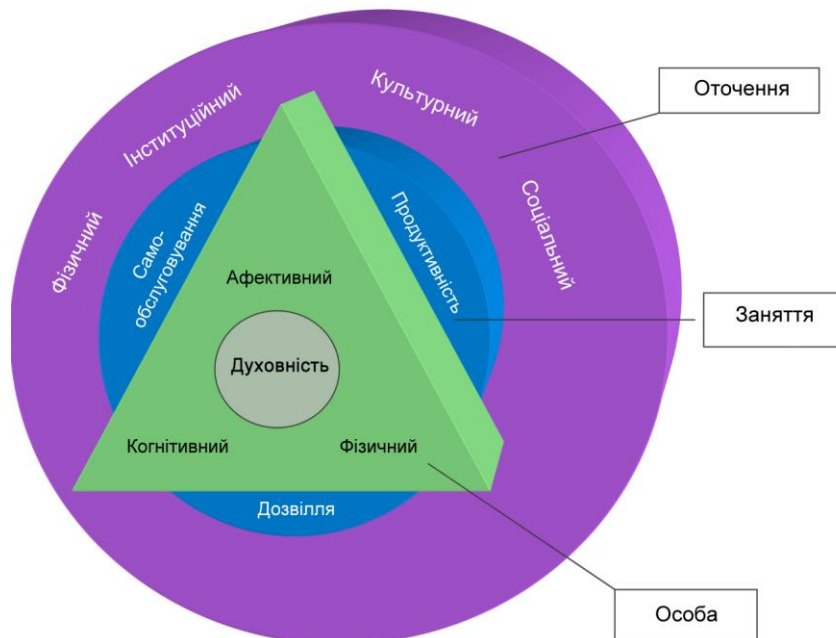 Культурний
Оточення
Інституційний
Фізичний
Соціальний
Само-
обслуговування
Продуктивність
Афективний
Заняття
Духовність
Когнітивний
Фізичний
Дозвілля
Особа